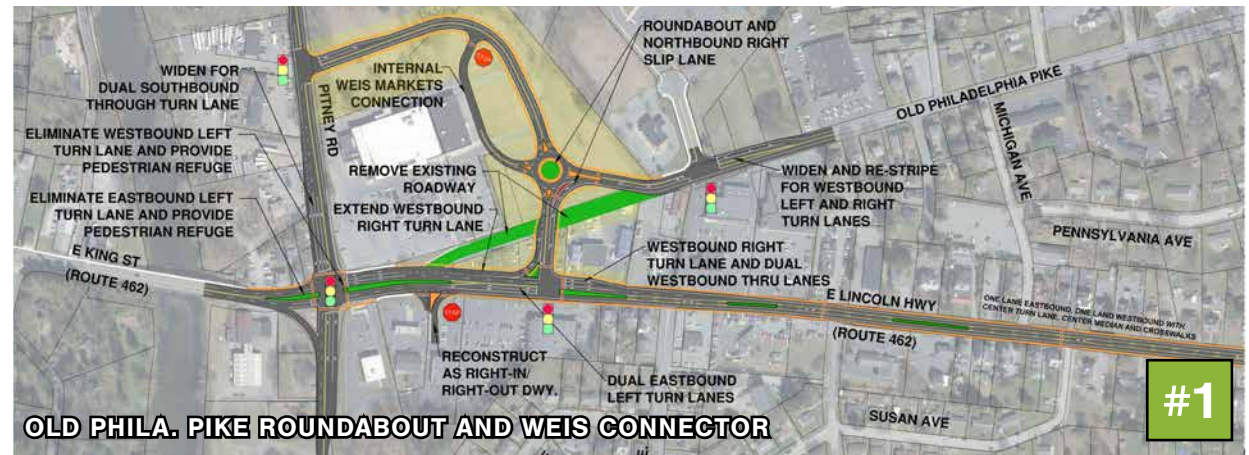 ROUNDABOUT AND
NORTHBOUND RIGHT
SLIP LANE
WIDEN FOR
DUAL SOUTHBOUND
THROUGH TURN LANE
INTERNAL
WEIS MARKETS
CONNECTION
STOP
PITNEY RD
OLD PHILADELPHIA PIKE
MICHIGAN AVE
ELIMINATE WESTBOUND LEFT
TURN LANE AND PROVIDE
PEDESTRIAN REFUGE
REMOVE EXISTING
ROADWAY
WIDEN AND RE-STRIPE
FOR WESTBOUND
LEFT AND RIGHT
TURN LANES
ELIMINATE EASTBOUND LEFT
TURN LANE AND PROVIDE
PEDESTRIAN REFUGE
EXTEND WESTBOUND
RIGHT TURN LANE
PENNSYLVANIA AVE
E KING ST
(ROUTE 462)
WESTBOUND RIGHT
TURN LANE AND DUAL
WESTBOUND THRU LANES
E LINCOLN HWY
(ROUTE 462)
ONE LANE EASTBOUND, ONE LAND WESTBOUND WITH
CENTER TURN LANE, CENTER MEDIAN AND CROSSWALKS
STOP
RECONSTRUCT
AS RIGHT-IN/
RIGHT-OUT DWY.
DUAL EASTBOUND
LEFT TURN LANES
SUSAN AVE
#1
OLD PHILA. PIKE ROUNDABOUT AND WEIS CONNECTOR